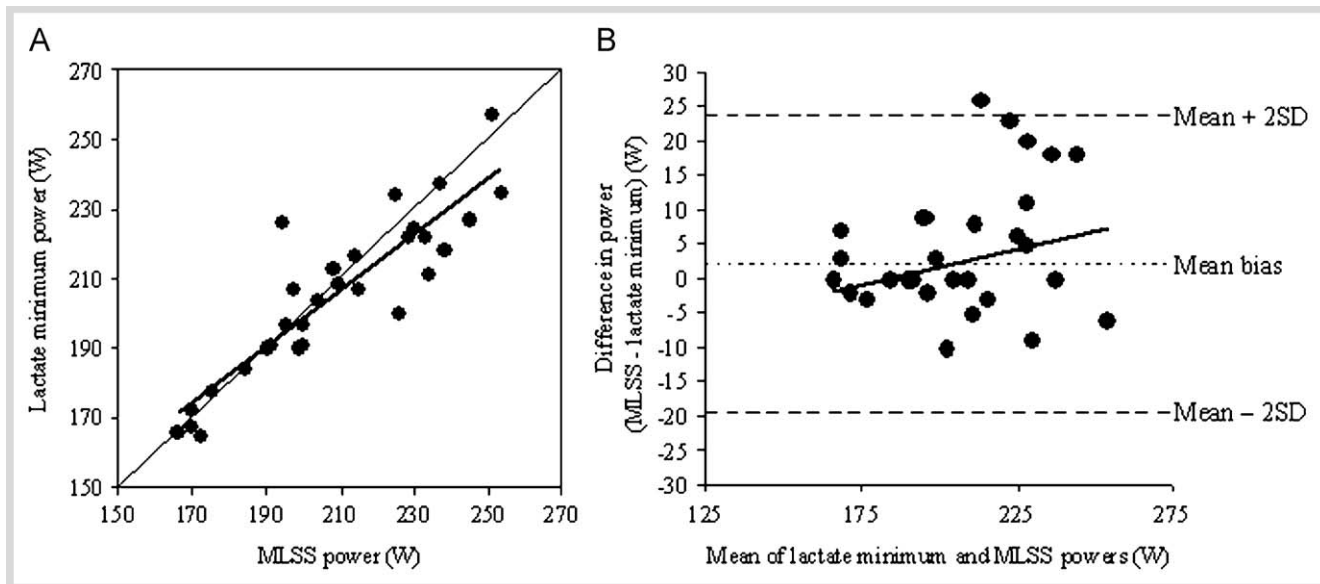 A
270
250
230
210
190
170
150
150 170 190 210 230 250 270
Lactate minimum power (W)
MLSS power (W)
B
30
25
20
15
10
5
0
-5
-10
-15
-20
-25
-30
125 175 225 275
Difference in power
(MLSS - lactate minimum) (W)
Mean of lactate minimum and MLSS powers (W)
Mean + 2SD
Mean bias
Mean – 2SD